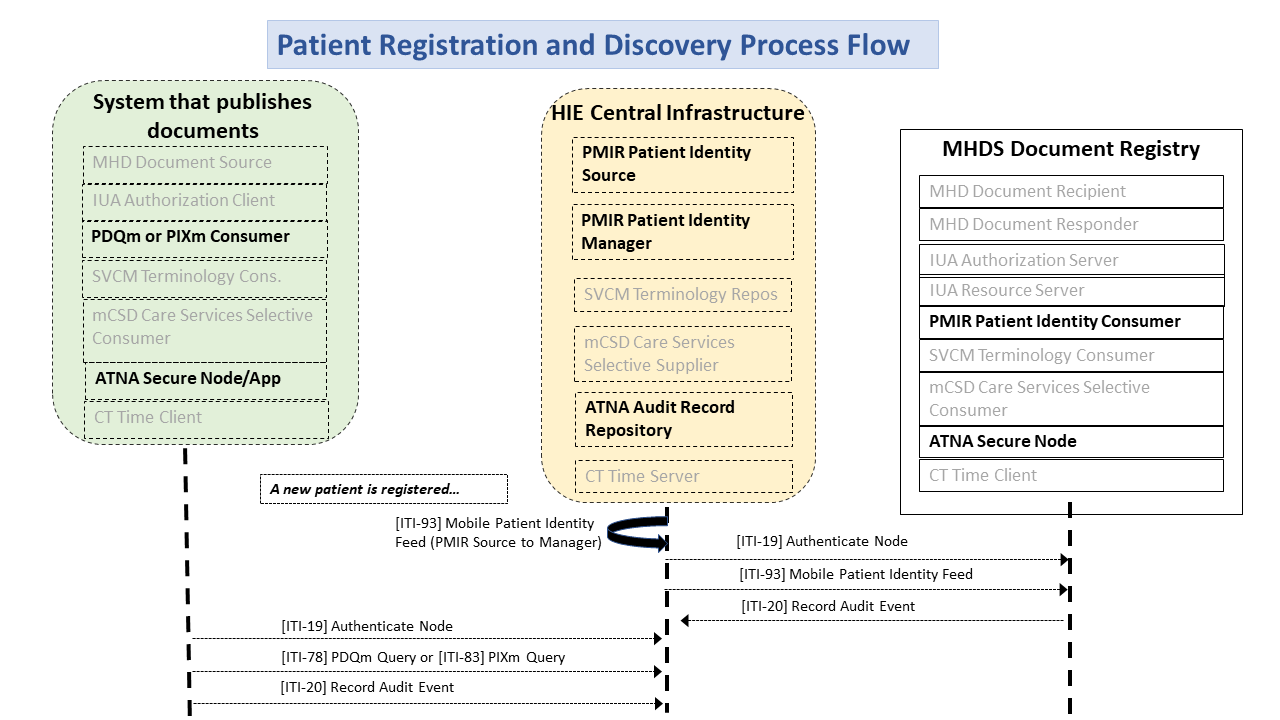 Patient Registration and Discovery Process Flow
System that publishes
documents
MHD Document Source
IUA Authorization Client
PDQm or PIXm Consumer
SVCM Terminology Cons.
mCSD Care Services Selective
Consumer
ATNA Secure Node/App
CT Time Client
HIE Central Infrastructure
PMIR Patient Identity
Source
PMIR Patient Identity
Manager
SVCM Terminology Repos
mCSD Care Services
Selective Supplier
ATNA Audit Record
Repository
CT Time Server
MHDS Document Registry
MHD Document Recipient
MHD Document Responder
IUA Authorization Server
IUA Resource Server
PMIR Patient Identity Consumer
SVCM Terminology Consumer
mCSD Care Services Selective
Consumer
ATNA Secure Node
CT Time Client
A new patient is registered…
[ITI-93] Mobile Patient Identity
Feed (PMIR Source to Manager)
[ITI-19] Authenticate Node
[ITI-93] Mobile Patient Identity Feed
[ITI-20] Record Audit Event
[ITI-19] Authenticate Node
[ITI-78] PDQm Query or [ITI-83] PIXm Query
[ITI-20] Record Audit Event